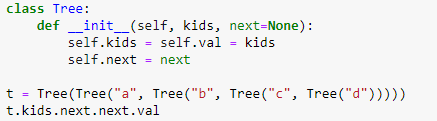 class Tree:
    def __init__(self, kids, next=None):
        self.kids = self.val = kids
        self.next = next

t = Tree(Tree("a", Tree("b", Tree("c", Tree("d")))))
t.kids.next.next.val